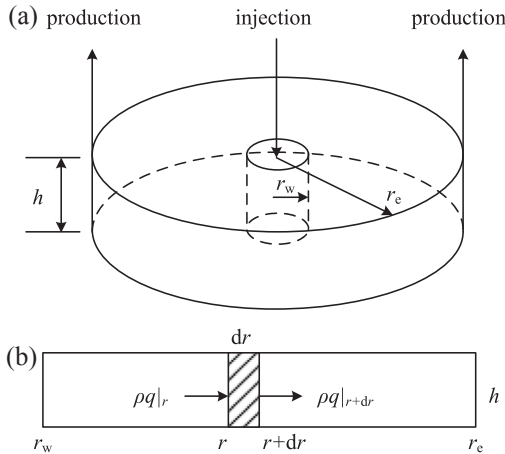 (a) production injection production
h
r_w
r_e
(b) dr
ρq|_r ρq|_{r+dr} h
r_w r r+dr r_e